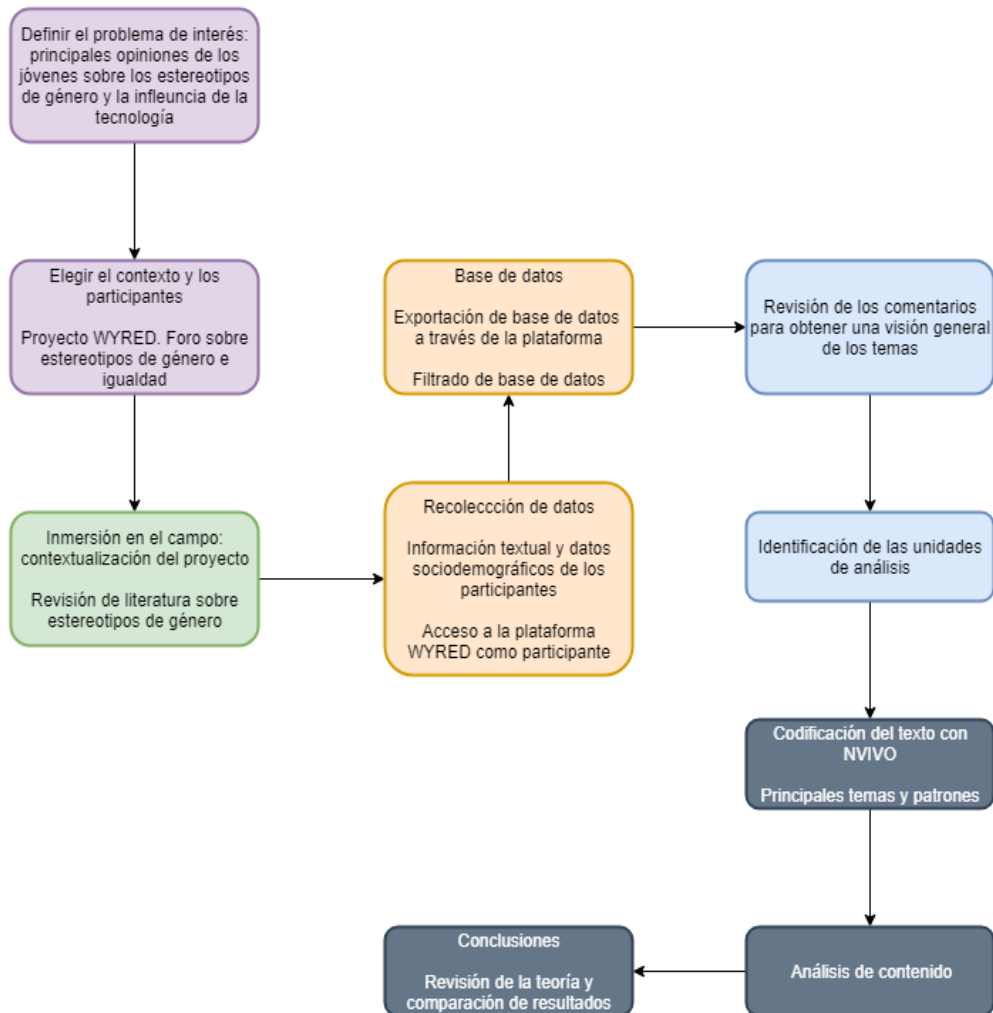 Definir el problema de interés:
principales opiniones de los
jóvenes sobre los estereotipos
de género y la infleuncia de la
tecnología
Elegir el contexto y los
participantes
Proyecto WYRED. Foro sobre
estereotipos de género e
igualdad
Inmersión en el campo:
contextualización del proyecto
Revisión de literatura sobre
estereotipos de género
Recoleccción de datos
Información textual y datos
sociodemográficos de los
participantes
Acceso a la plataforma
WYRED como participante
Base de datos
Exportación de base de datos
a través de la plataforma
Filtrado de base de datos
Revisión de los comentarios
para obtener una visión general
de los temas
Identificación de las unidades
de análisis
Codificación del texto con
NVIVO
Principales temas y patrones
Análisis de contenido
Conclusiones
Revisión de la teoría y
comparación de resultados